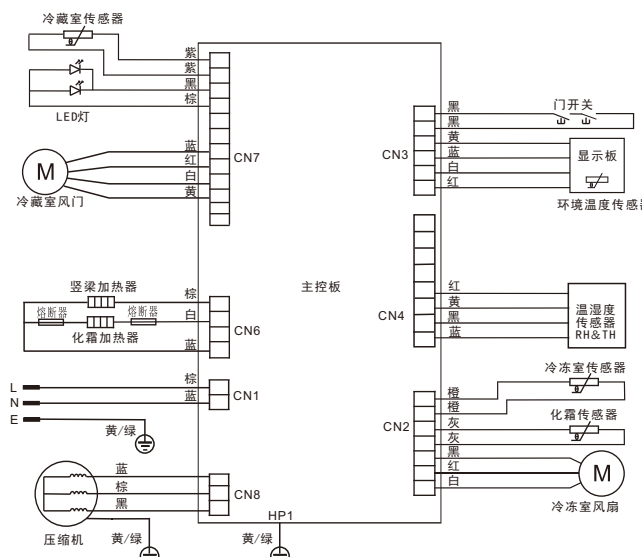 冷藏室传感器
紫
紫
黑
棕
LED灯
蓝
红
白
黄
CN7
M
冷藏室风门
竖梁加热器
棕
熔断器
熔断器
白
CN6
化霜加热器
蓝
L
棕
N
蓝
CN1
E
黄/绿
蓝
棕
CN8
黑
压缩机
黄/绿
主控板
HP1
黄/绿
黑
门开关
黑
黄
CN3
蓝
显示板
白
红
环境温度传感器
红
黄
温湿度
CN4
黑
传感器
蓝
RH&TH
冷冻室传感器
橙
橙
化霜传感器
CN2
灰
灰
黑
红
M
白
冷冻室风扇